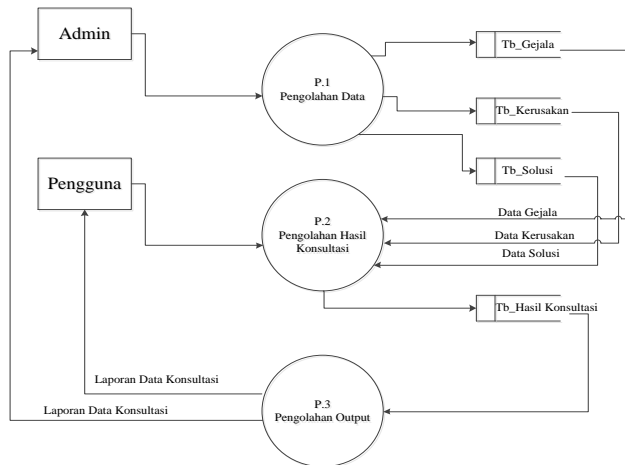 Admin
P.1
Pengolahan Data
Tb_Gejala
Tb_Kerusakan
Tb_Solusi
Pengguna
P.2
Pengolahan Hasil
Konsultasi
Data Gejala
Data Kerusakan
Data Solusi
Tb_Hasil Konsultasi
Laporan Data Konsultasi
Laporan Data Konsultasi
P.3
Pengolahan Output